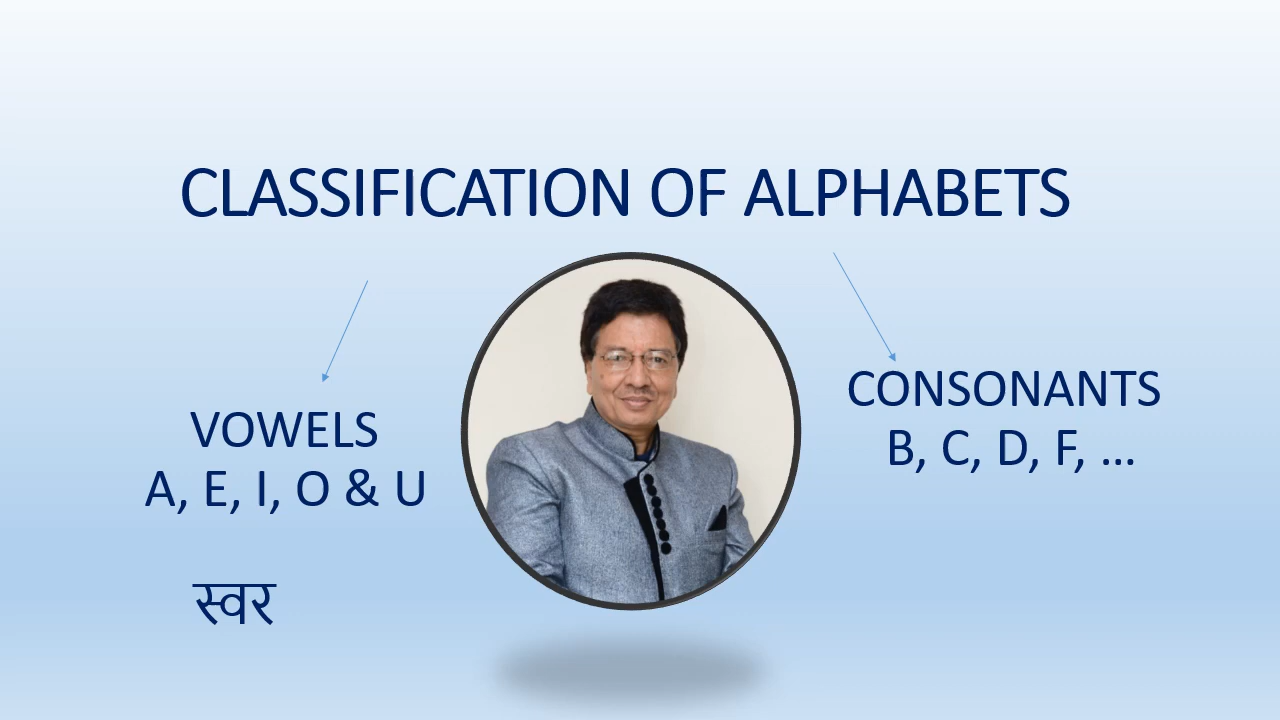 CLASSIFICATION OF ALPHABETS
VOWELS
A, E, I, O & U
स्वर
CONSONANTS
B, C, D, F, ...